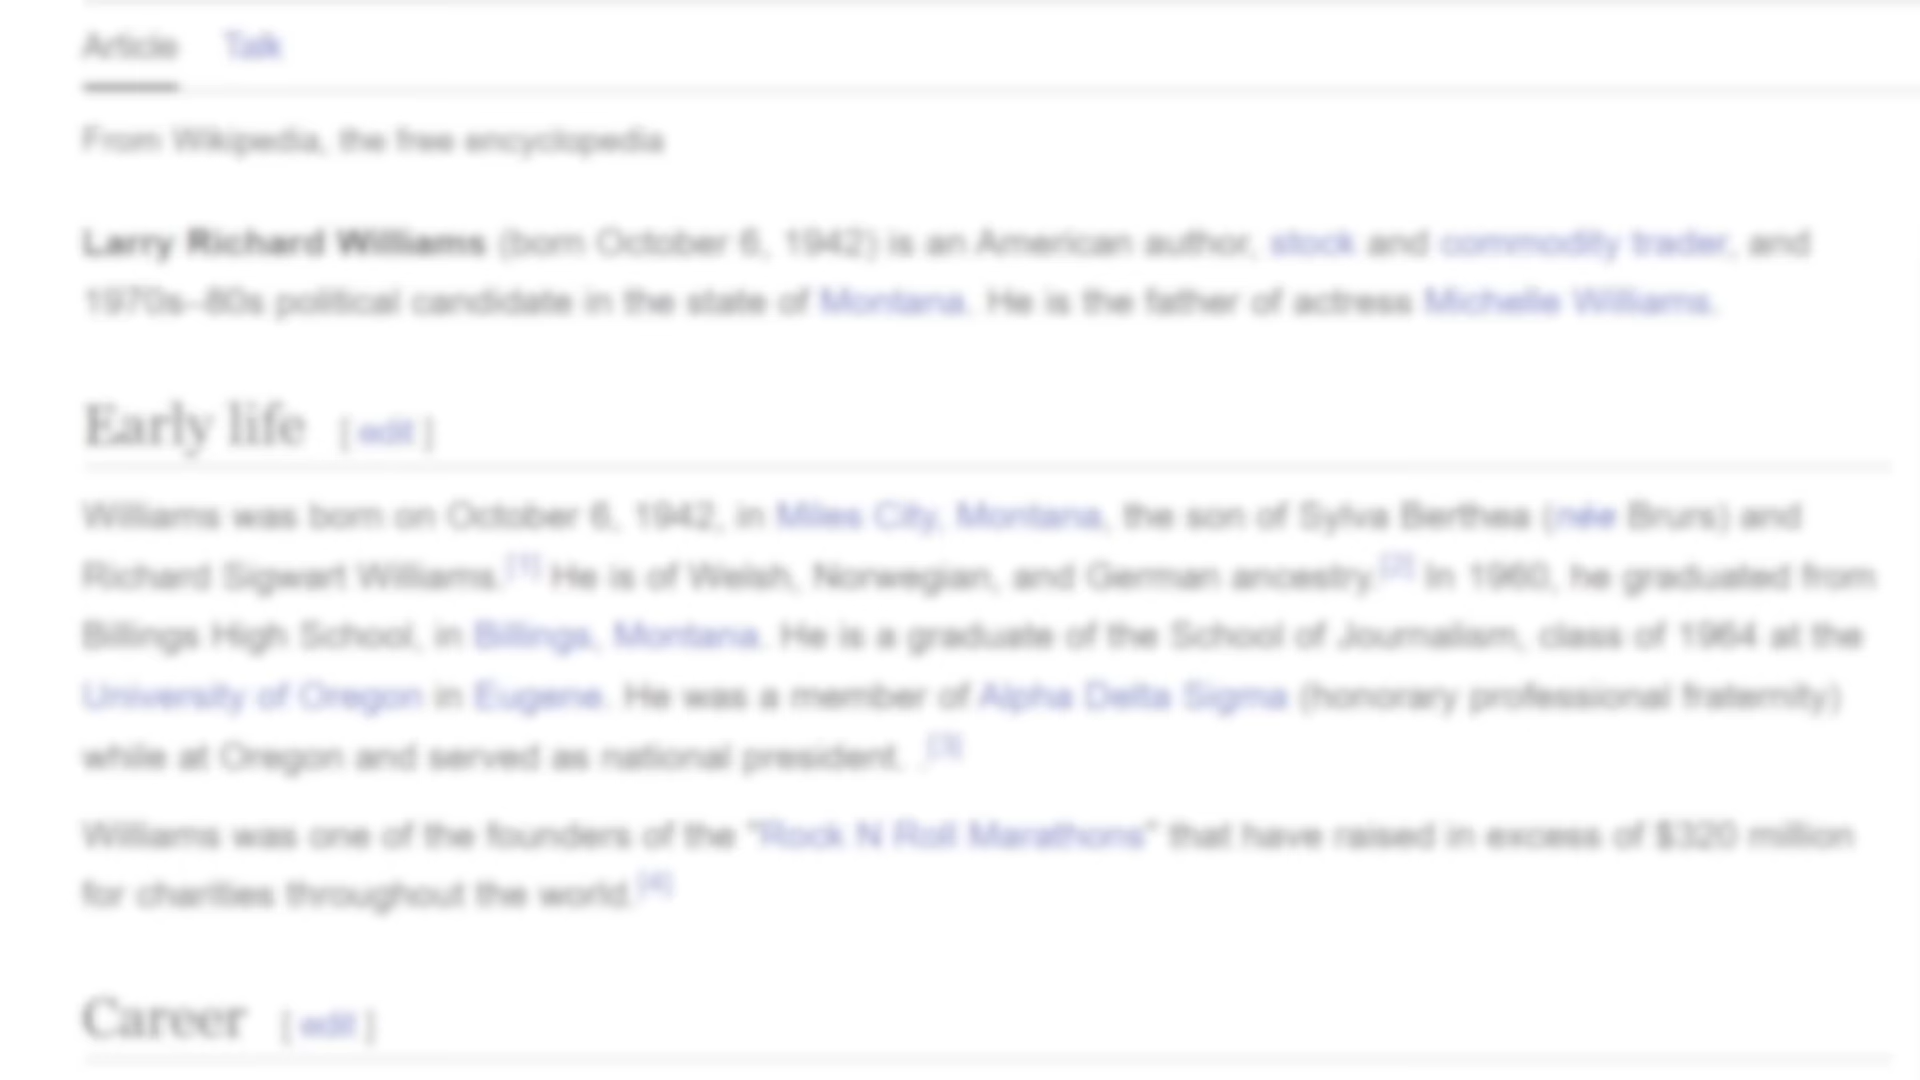 Article Talk
From Wikipedia, the free encyclopedia
Larry Richard Williams (born October 6, 1942) is an American author, stock and commodity trader, and
1970s–80s political candidate in the state of Montana. He is the father of actress Michelle Williams.
Early life [ edit ]
Williams was born on October 6, 1942, in Miles City, Montana, the son of Sylva Berthea (née Brurs) and
Richard Sigwart Williams.[1] He is of Welsh, Norwegian, and German ancestry.[2] In 1960, he graduated from
Billings High School, in Billings, Montana. He is a graduate of the School of Journalism, class of 1964 at the
University of Oregon in Eugene. He was a member of Alpha Delta Sigma (honorary professional fraternity)
while at Oregon and served as national president. .[3]
Williams was one of the founders of the "Rock N Roll Marathons" that have raised in excess of $320 million
for charities throughout the world.[4]
Career [ edit ]